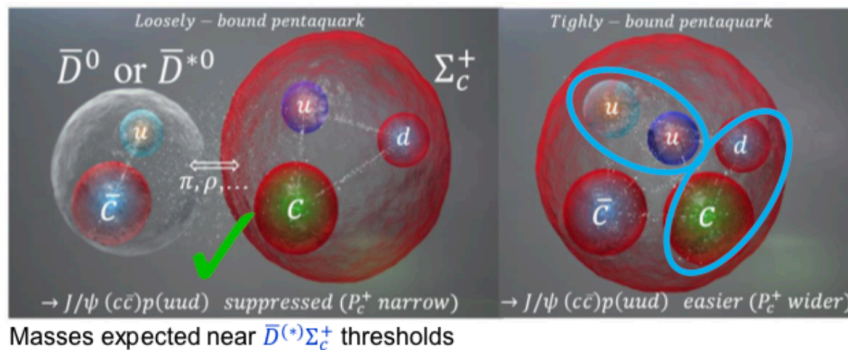 Loosely-bound pentaquark
D̅⁰ or D̅*⁰
Σc⁺
u
u
d
π, ρ, ...
c̅
c
→ J/ψ (cc̅)p(uud) suppressed (Pc⁺ narrow)
Tightly-bound pentaquark
u
u
d
c̅
c
→ J/ψ (cc̅)p(uud) easier (Pc⁺ wider)
Masses expected near D̅⁽*⁾Σc⁺ thresholds